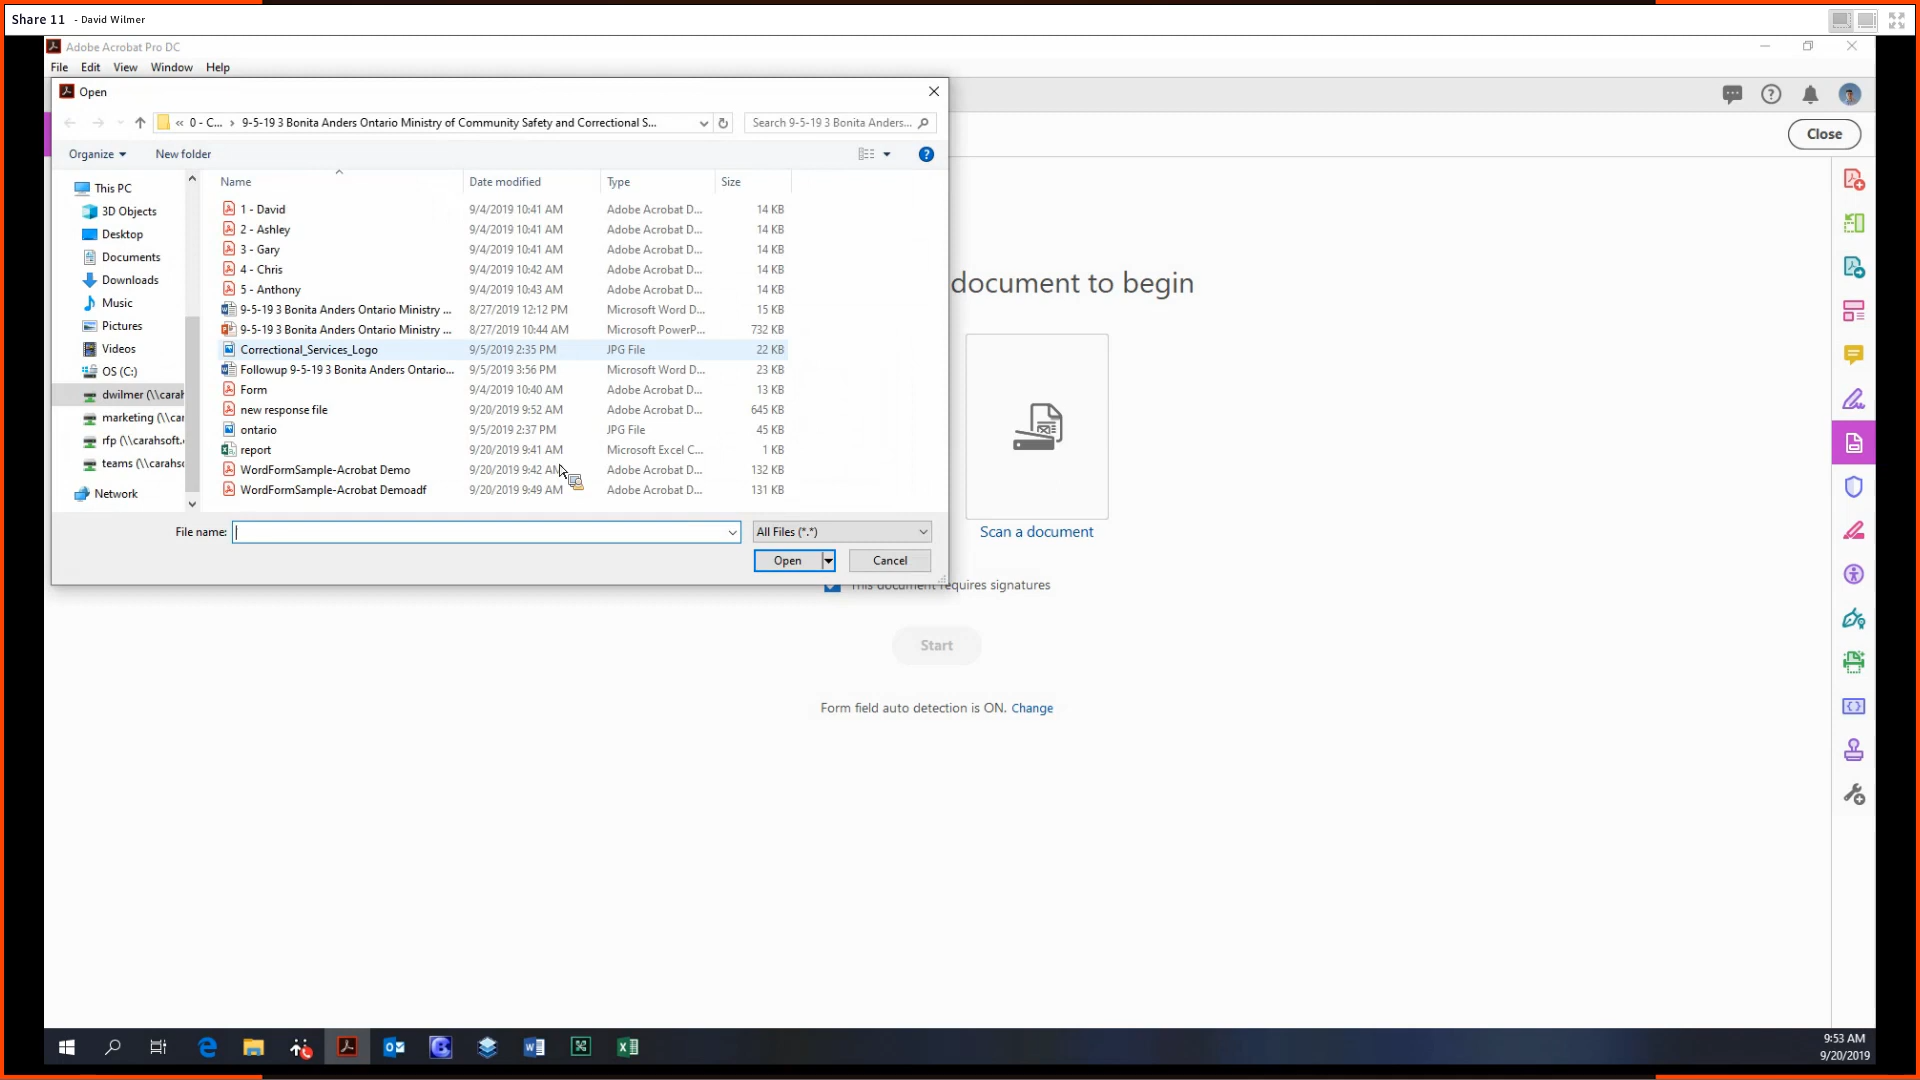 Share 11 - David Wilmer
Adobe Acrobat Pro DC
File Edit View Window Help
Open
« 0 - C... › 9-5-19 3 Bonita Anders Ontario Ministry of Community Safety and Correctional S...
Search 9-5-19 3 Bonita Anders...
Close
Organize
New folder
This PC
3D Objects
Desktop
Documents
Downloads
Music
Pictures
Videos
OS (C:)
dwilmer (\\carah
marketing (\\car
rfp (\\carahsoft.
teams (\\carahso
Network
Name Date modified Type Size
1 - David 9/4/2019 10:41 AM Adobe Acrobat D... 14 KB
2 - Ashley 9/4/2019 10:41 AM Adobe Acrobat D... 14 KB
3 - Gary 9/4/2019 10:41 AM Adobe Acrobat D... 14 KB
4 - Chris 9/4/2019 10:42 AM Adobe Acrobat D... 14 KB
5 - Anthony 9/4/2019 10:43 AM Adobe Acrobat D... 14 KB
9-5-19 3 Bonita Anders Ontario Ministry ... 8/27/2019 12:12 PM Microsoft Word D... 15 KB
9-5-19 3 Bonita Anders Ontario Ministry ... 8/27/2019 10:44 AM Microsoft PowerP... 732 KB
Correctional_Services_Logo 9/5/2019 2:35 PM JPG File 22 KB
Followup 9-5-19 3 Bonita Anders Ontario... 9/5/2019 3:56 PM Microsoft Word D... 23 KB
Form 9/4/2019 10:40 AM Adobe Acrobat D... 13 KB
new response file 9/20/2019 9:52 AM Adobe Acrobat D... 645 KB
ontario 9/5/2019 2:37 PM JPG File 45 KB
report 9/20/2019 9:41 AM Microsoft Excel C... 1 KB
WordFormSample-Acrobat Demo 9/20/2019 9:42 AM Adobe Acrobat D... 132 KB
WordFormSample-Acrobat Demoadf 9/20/2019 9:49 AM Adobe Acrobat D... 131 KB
File name:
All Files (*.*)
Open
Cancel
document to begin
Scan a document
This document requires signatures
Start
Form field auto detection is ON. Change
9:53 AM
9/20/2019